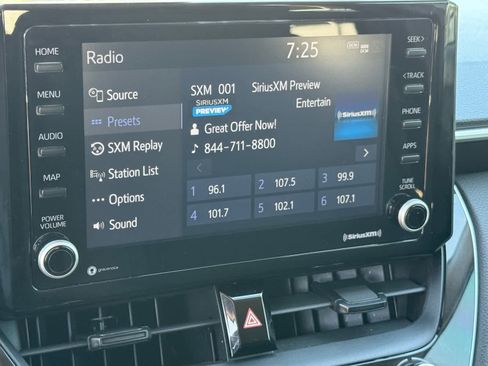 HOME
MENU
AUDIO
MAP
POWER
VOLUME
SEEK>
<TRACK
PHONE
APPS
TUNE
SCROLL
Radio 7:25
Source
Presets
SXM Replay
Station List
Options
Sound
SXM 001 SiriusXM Preview
SIRIUSXM
PREVIEW
Entertain
Great Offer Now!
844-711-8800
SiriusXM
< >
1 96.1 2 107.5 3 99.9
4 101.7 5 102.1 6 107.1
gracenote
SiriusXM